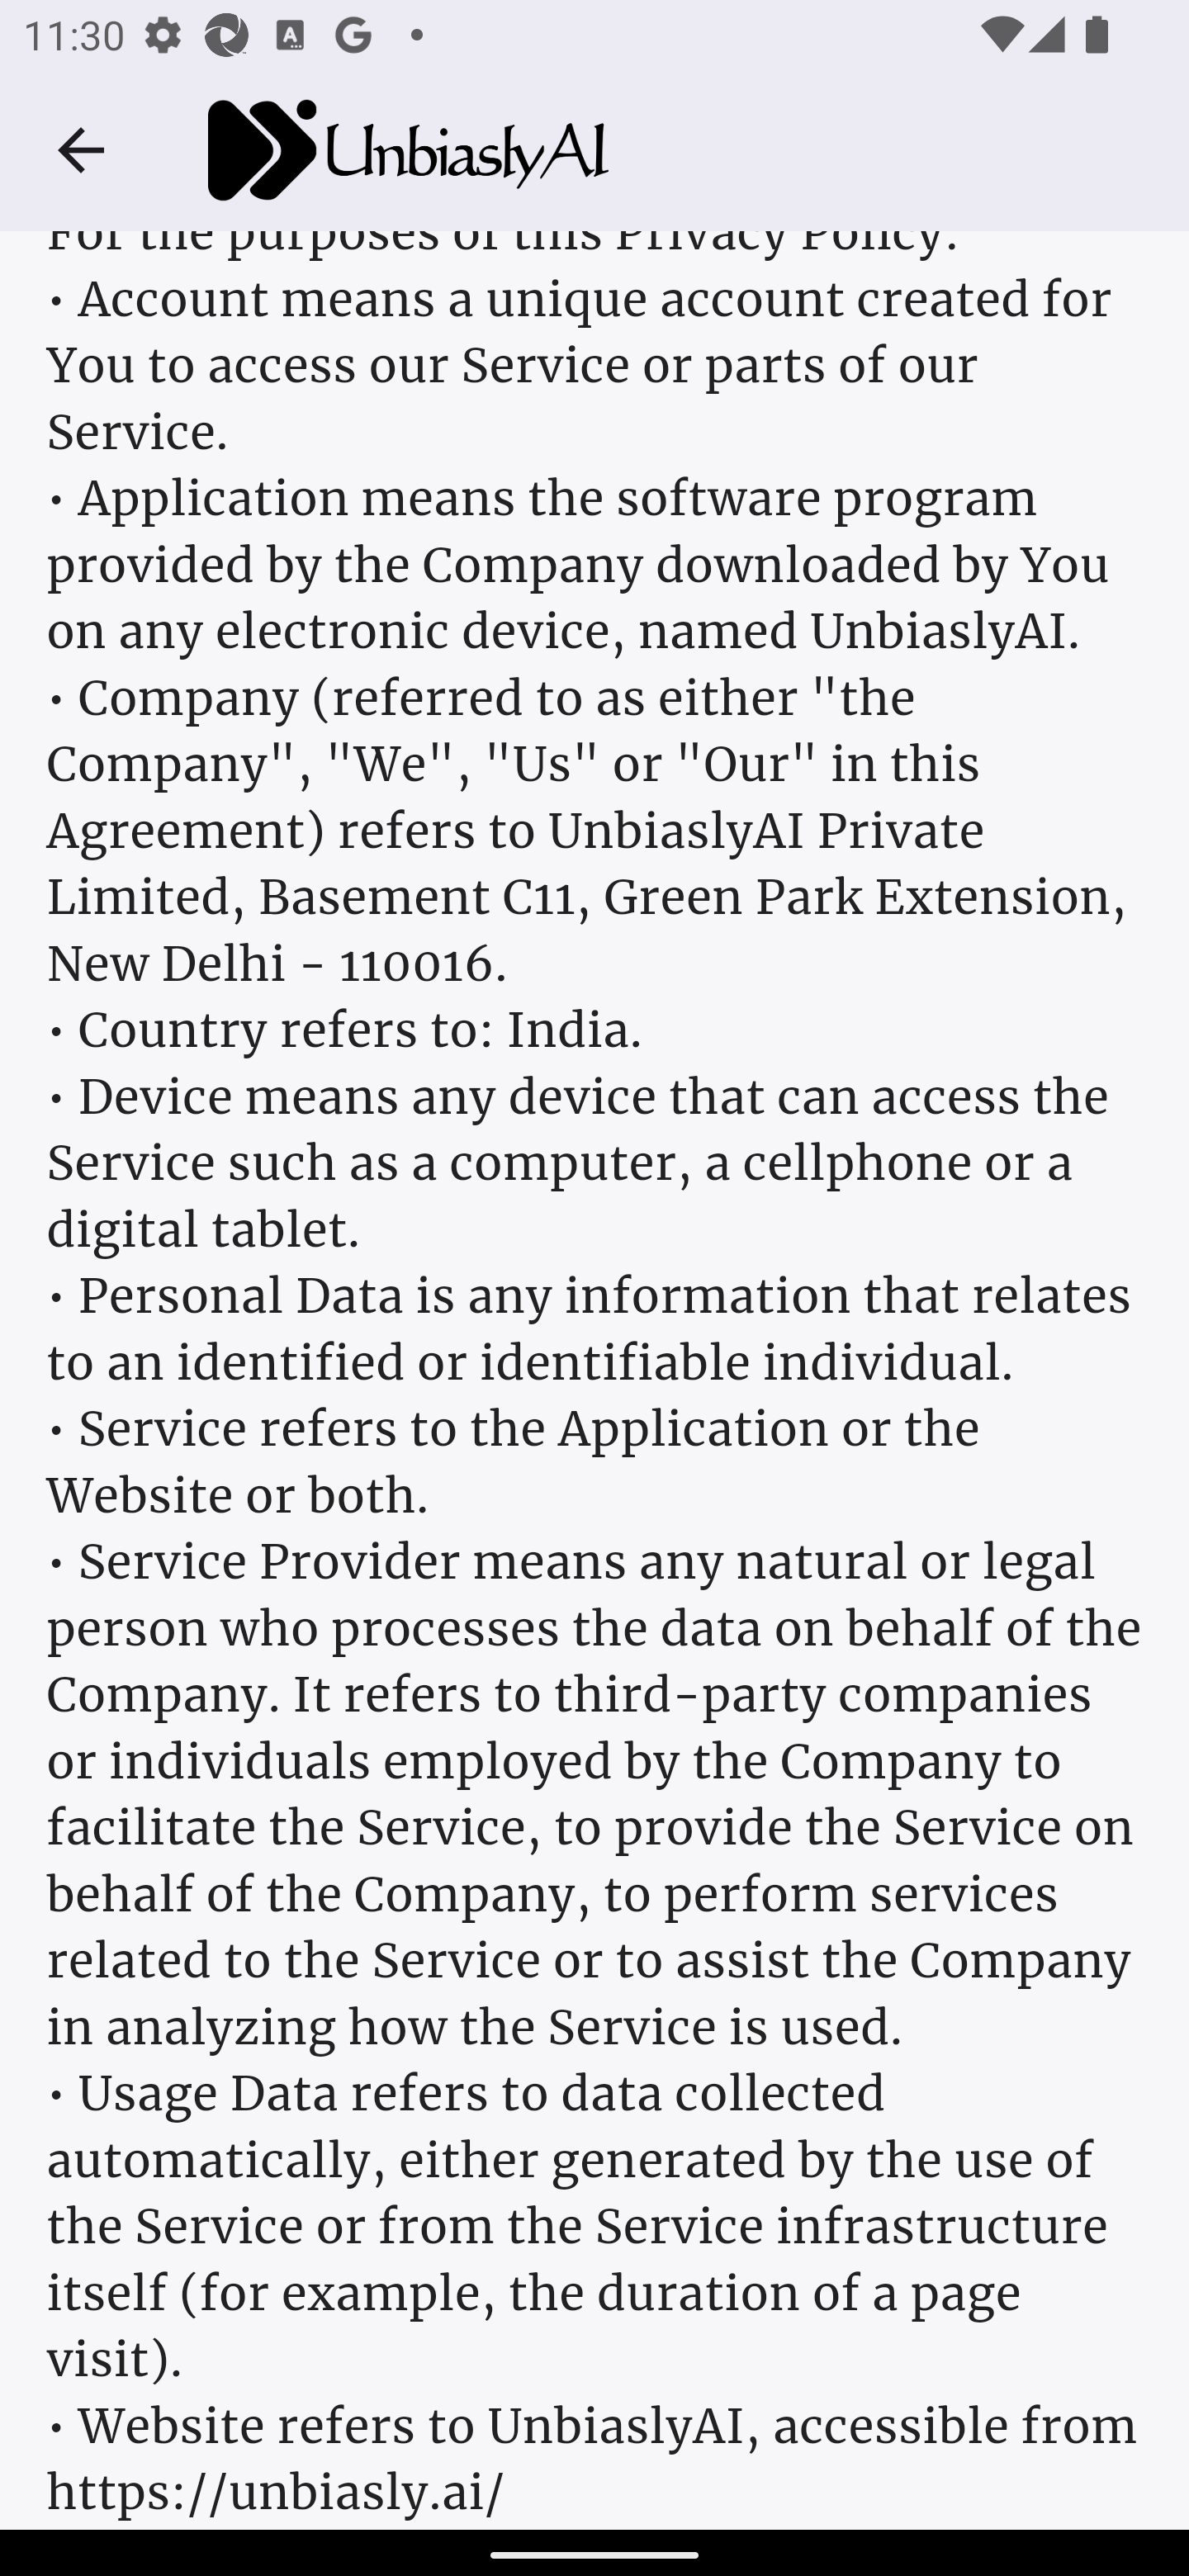 11:30
UnbiaslyAI
For the purposes of this Privacy Policy:
• Account means a unique account created for
You to access our Service or parts of our
Service.
• Application means the software program
provided by the Company downloaded by You
on any electronic device, named UnbiaslyAI.
• Company (referred to as either "the
Company", "We", "Us" or "Our" in this
Agreement) refers to UnbiaslyAI Private
Limited, Basement C11, Green Park Extension,
New Delhi - 110016.
• Country refers to: India.
• Device means any device that can access the
Service such as a computer, a cellphone or a
digital tablet.
• Personal Data is any information that relates
to an identified or identifiable individual.
• Service refers to the Application or the
Website or both.
• Service Provider means any natural or legal
person who processes the data on behalf of the
Company. It refers to third-party companies
or individuals employed by the Company to
facilitate the Service, to provide the Service on
behalf of the Company, to perform services
related to the Service or to assist the Company
in analyzing how the Service is used.
• Usage Data refers to data collected
automatically, either generated by the use of
the Service or from the Service infrastructure
itself (for example, the duration of a page
visit).
• Website refers to UnbiaslyAI, accessible from
https://unbiasly.ai/